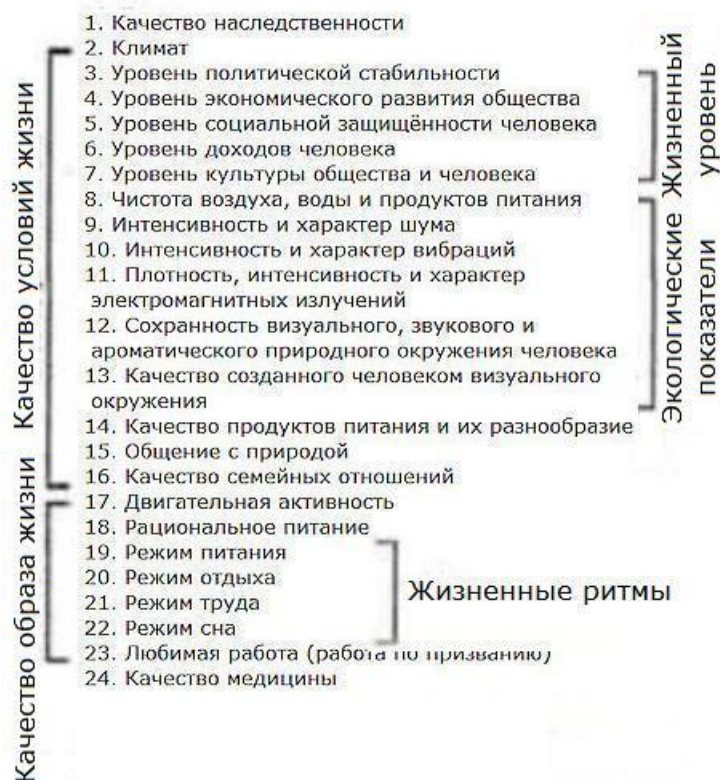 1. Качество наследственности
2. Климат
3. Уровень политической стабильности
4. Уровень экономического развития общества
5. Уровень социальной защищённости человека
6. Уровень доходов человека
7. Уровень культуры общества и человека
8. Чистота воздуха, воды и продуктов питания
9. Интенсивность и характер шума
10. Интенсивность и характер вибраций
11. Плотность, интенсивность и характер
электромагнитных излучений
12. Сохранность визуального, звукового и
ароматического природного окружения человека
13. Качество созданного человеком визуального
окружения
14. Качество продуктов питания и их разнообразие
15. Общение с природой
16. Качество семейных отношений
17. Двигательная активность
18. Рациональное питание
19. Режим питания
20. Режим отдыха
21. Режим труда
22. Режим сна
23. Любимая работа (работа по призванию)
24. Качество медицины
Качество условий жизни
Качество образа жизни
Жизненный
уровень
Экологические
показатели
Жизненные ритмы